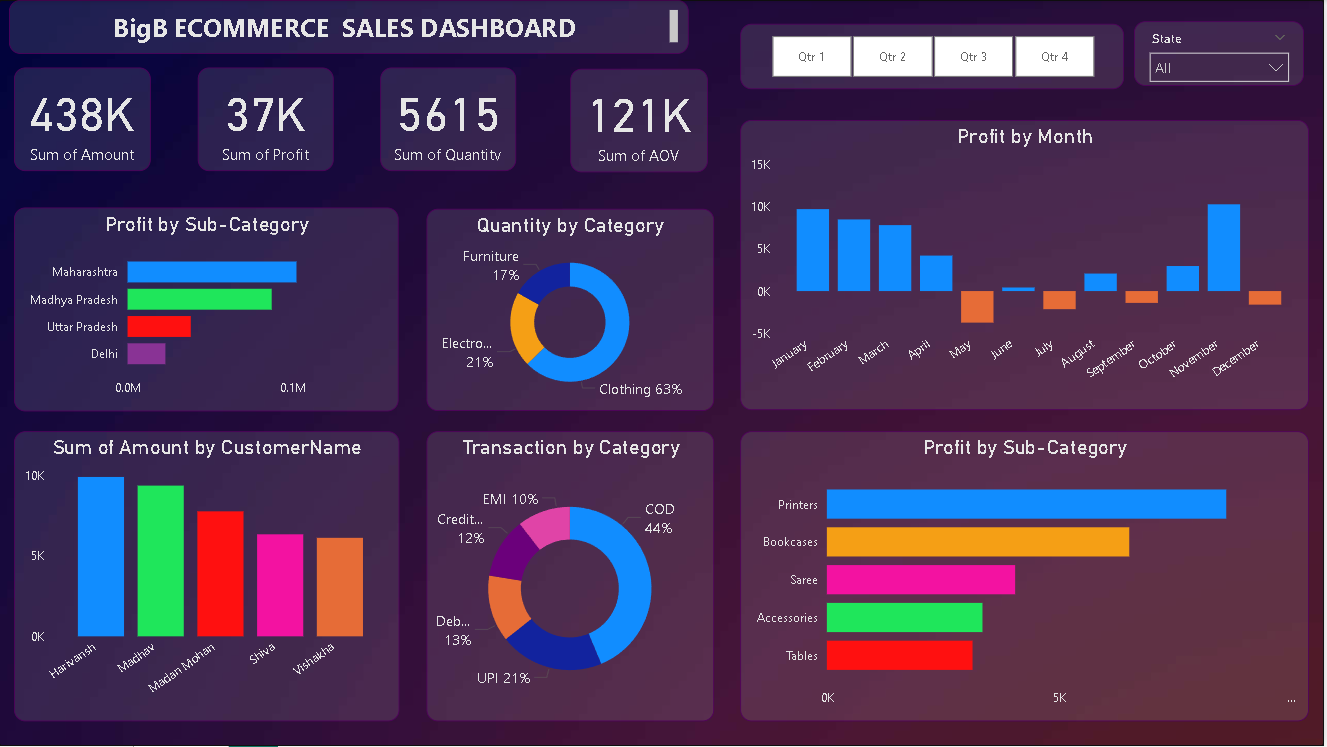 BigB ECOMMERCE  SALES DASHBOARD
Qtr 1
Qtr 2
Qtr 3
Qtr 4
State
All
438K
Sum of Amount
37K
Sum of Profit
5615
Sum of Quantity
121K
Sum of AOV
Profit by Month
15K
10K
5K
0K
-5K
January
February
March
April
May
June
July
August
September
October
November
December
Profit by Sub-Category
Maharashtra
Madhya Pradesh
Uttar Pradesh
Delhi
0.0M
0.1M
Quantity by Category
Furniture
17%
Electro...
21%
Clothing 63%
Sum of Amount by CustomerName
10K
5K
0K
Harivansh
Madhav
Madan Mohan
Shiva
Vishakha
Transaction by Category
EMI 10%
COD
44%
Credit...
12%
Deb...
13%
UPI 21%
Profit by Sub-Category
Printers
Bookcases
Saree
Accessories
Tables
0K
5K
...